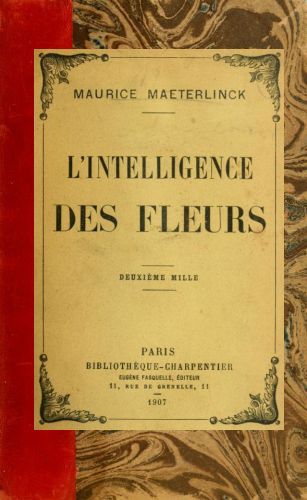 MAURICE MAETERLINCK
L'INTELLIGENCE
DES FLEURS
DEUXIÈME MILLE
PARIS
BIBLIOTHÈQUE-CHARPENTIER
EUGÈNE FASQUELLE, ÉDITEUR
11, RUE DE GRENELLE, 11
1907